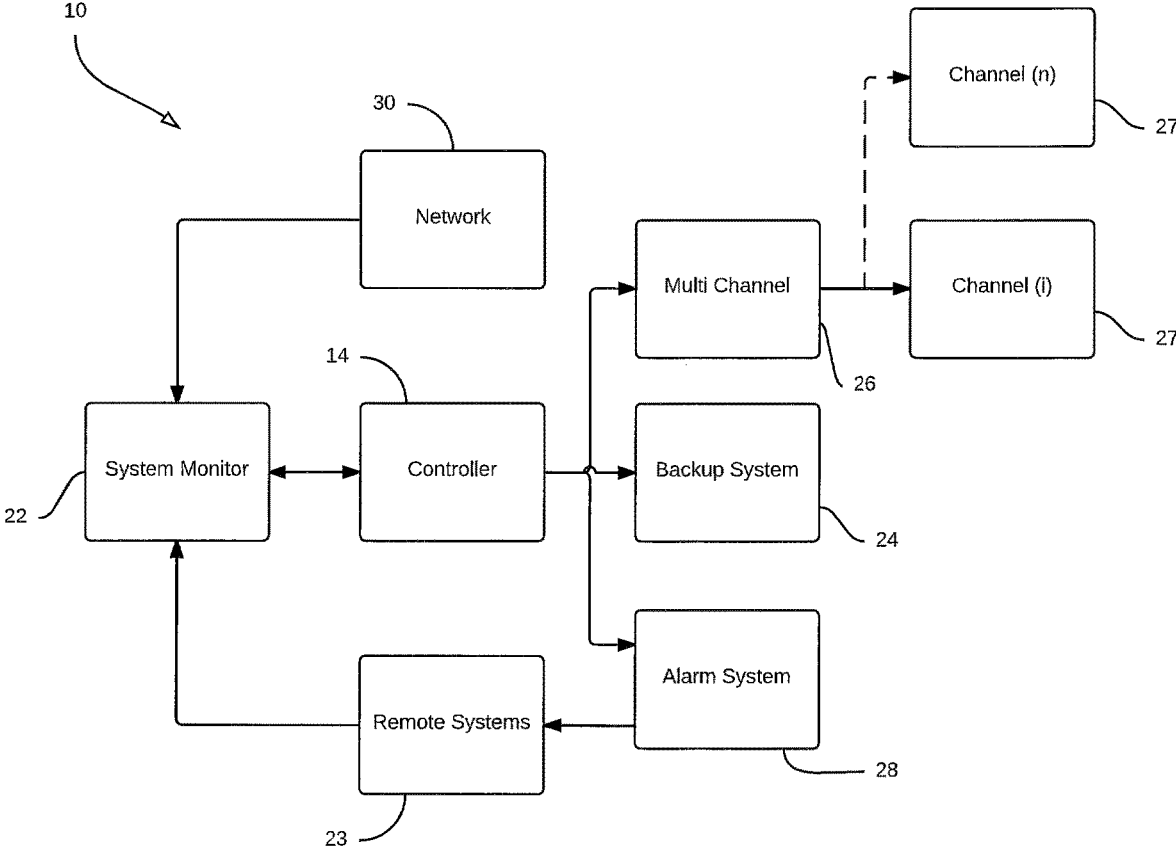 10
Channel (n)
30
27
Network
Multi Channel
Channel (i)
14
27
26
System Monitor
Controller
Backup System
22
24
Alarm System
Remote Systems
28
23